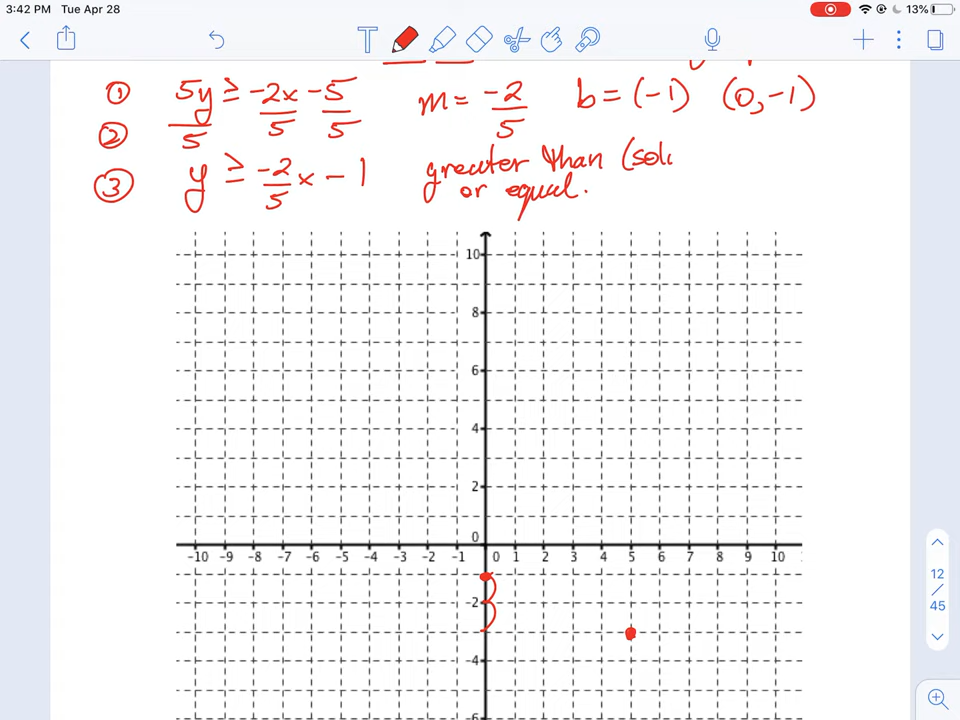 3:42 PM Tue Apr 28 13%
T
① 5y ≥ -2x - 5 m = -2/5 b = (-1) (0, -1)
② 5 5 5
③ y ≥ -2/5 x - 1 greater than (soli
or equal.
10
8
6
4
2
0
-10 -9 -8 -7 -6 -5 -4 -3 -2 -1 0 1 2 3 4 5 6 7 8 9 10
-2
-4
-6
12
/
45